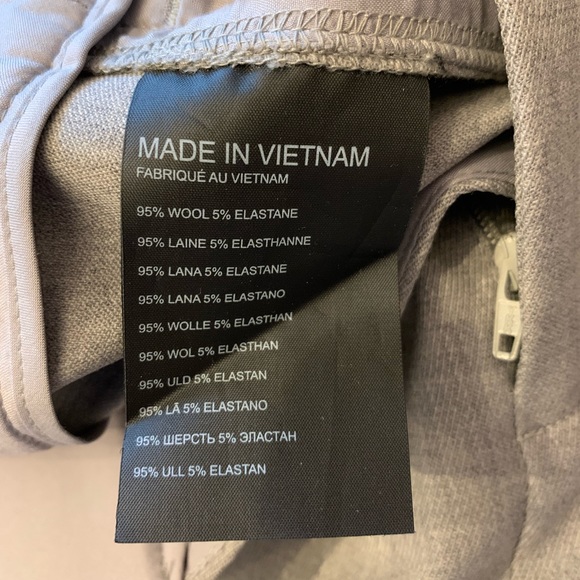 MADE IN VIETNAM
FABRIQUÉ AU VIETNAM
95% WOOL 5% ELASTANE
95% LAINE 5% ELASTHANNE
95% LANA 5% ELASTANE
95% LANA 5% ELASTANO
95% WOLLE 5% ELASTHAN
95% WOL 5% ELASTHAN
95% ULD 5% ELASTAN
95% LÃ 5% ELASTANO
95% ШЕРСТЬ 5% ЭЛАСТАН
95% ULL 5% ELASTAN